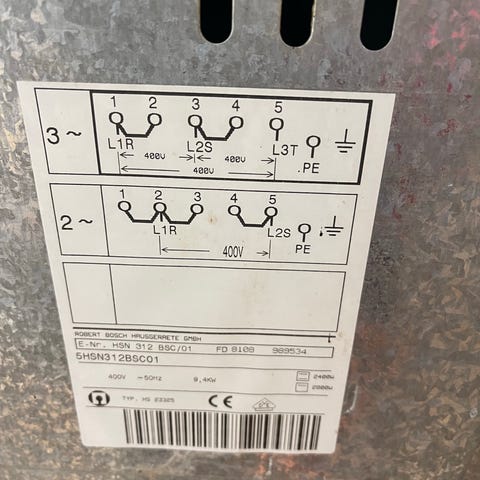 1 2 3 4 5
3~
L1R L2S L3T PE
400V 400V
400V
1 2 3 4 5
2~
L1R L2S PE
400V
ROBERT BOSCH HAUSGERAETE GMBH
E-Nr. HSN 312 BSC/01 FD 8108 989534
5HSN312BSC01
400V ~50Hz 9,4KW 2400W
2000W
TYP. HS 23325 CE